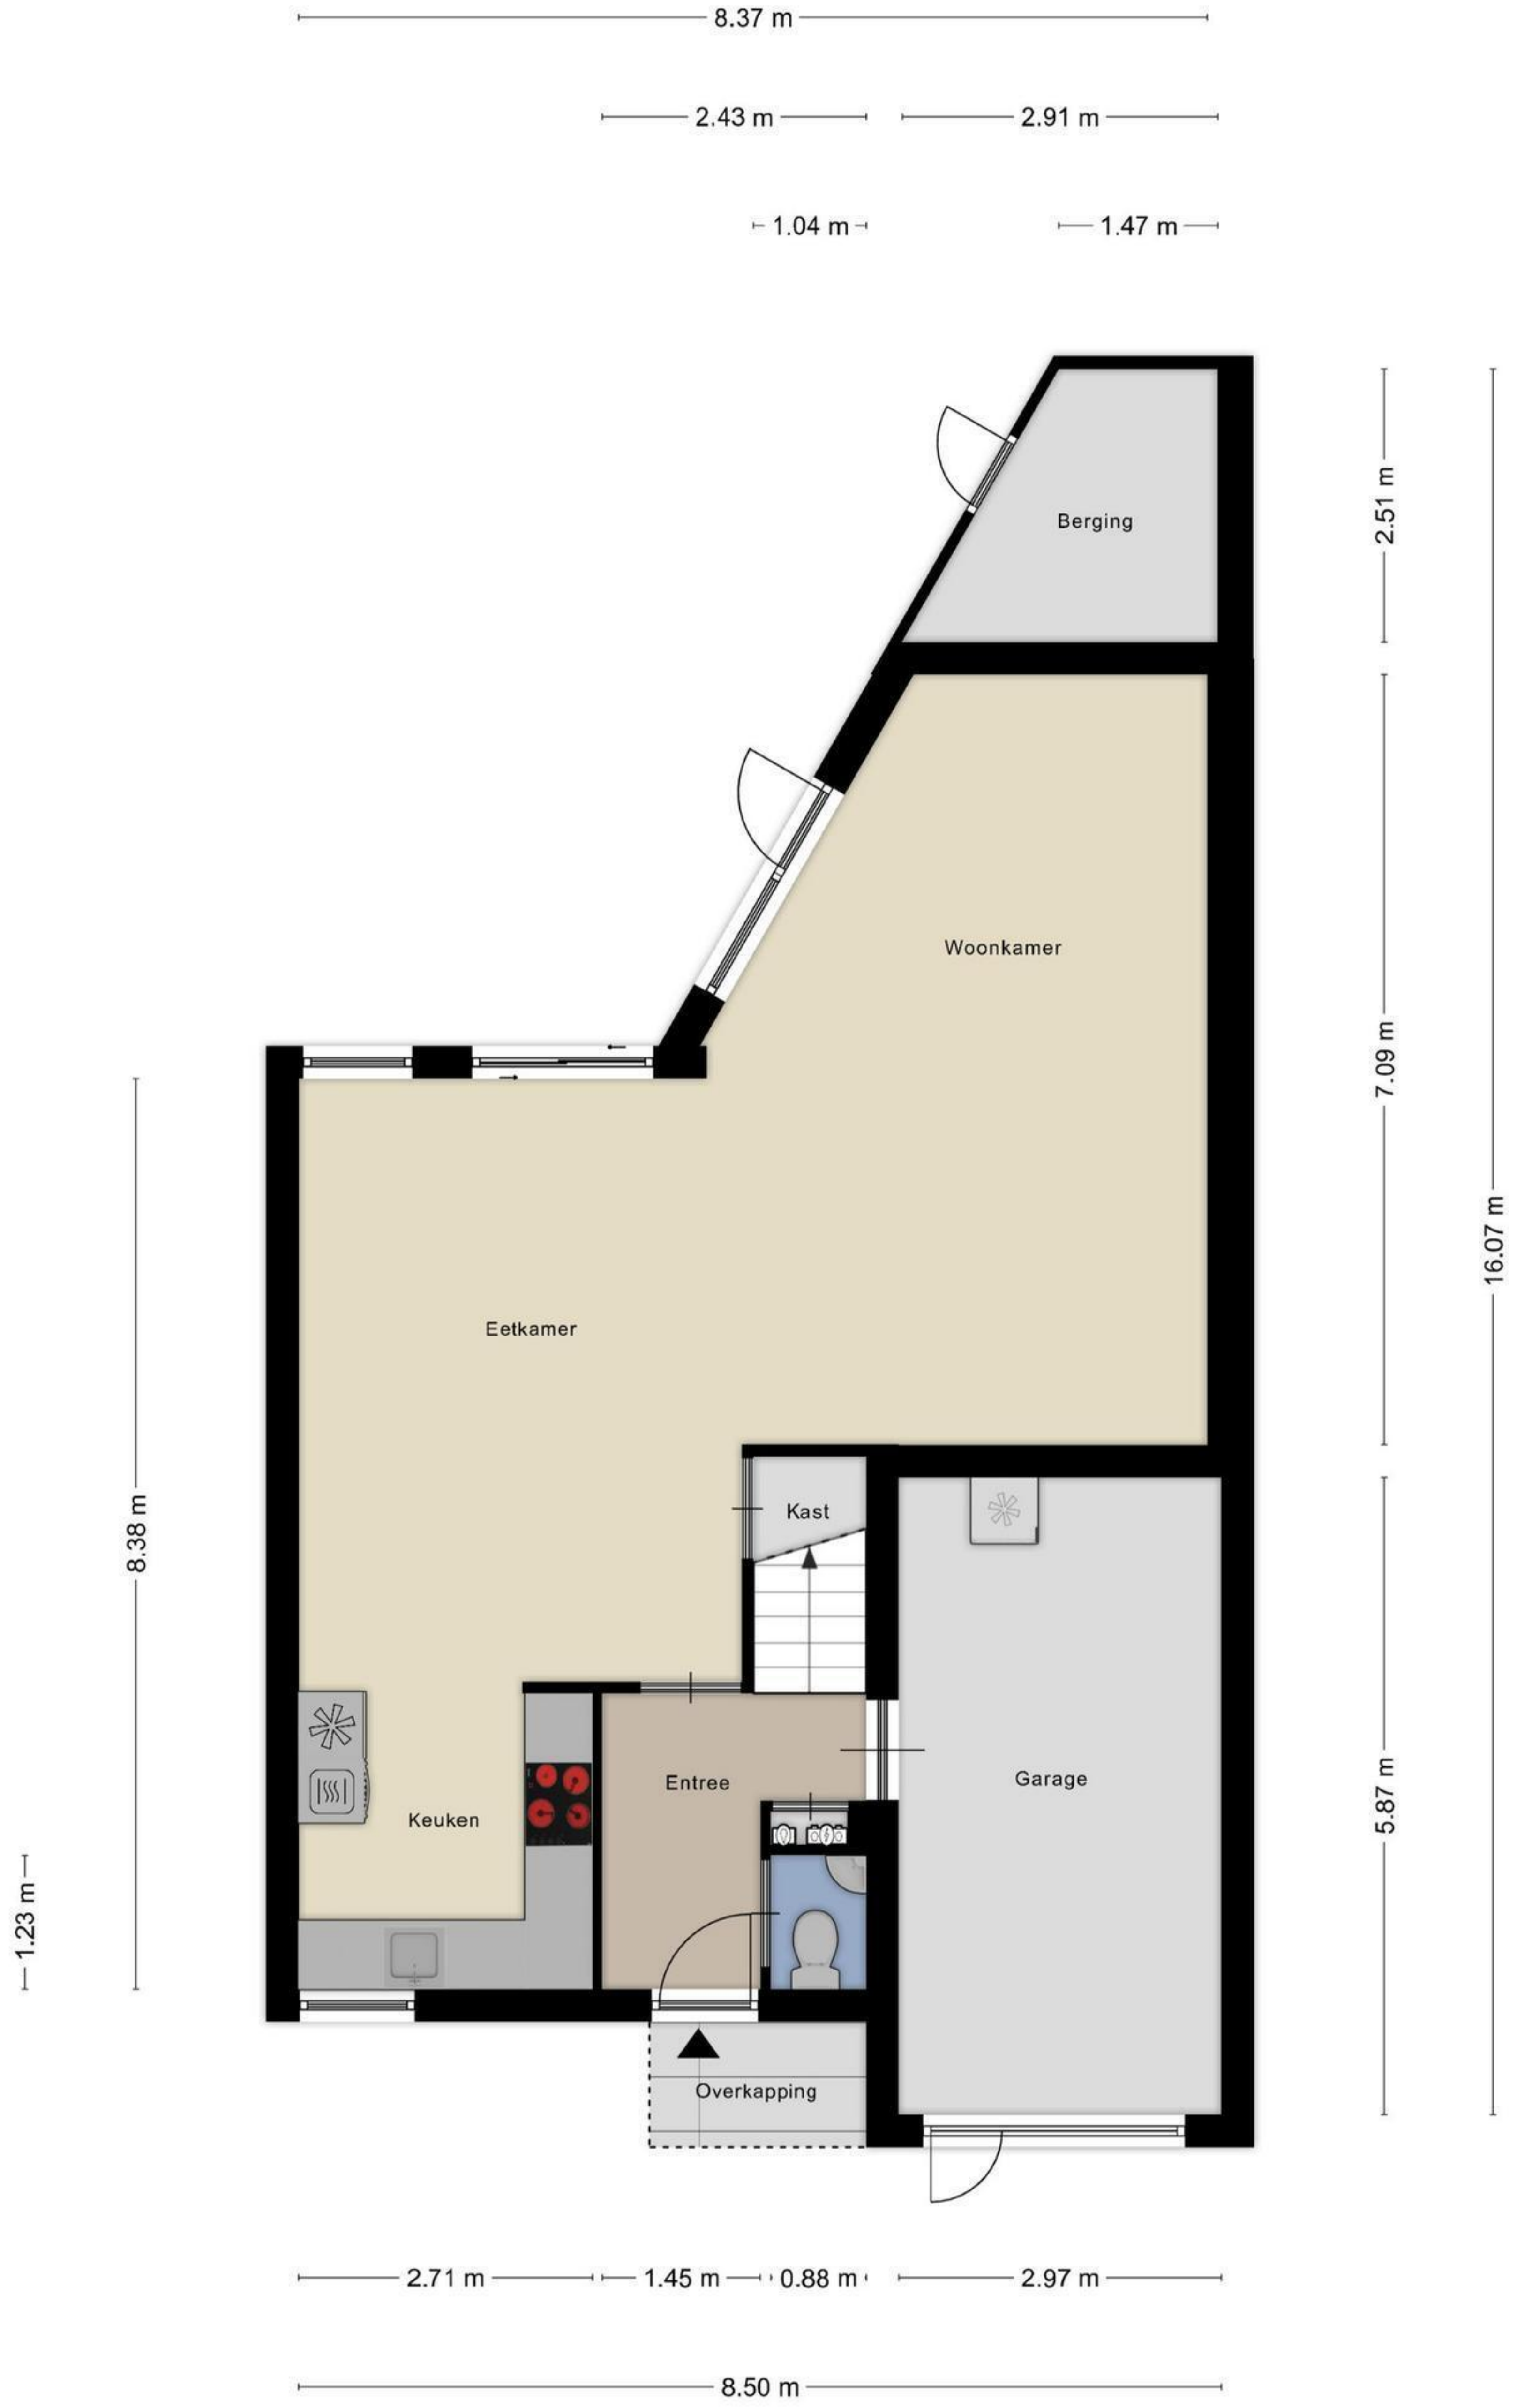 8.37 m
2.43 m
2.91 m
1.04 m
1.47 m
Berging
2.51 m
Woonkamer
7.09 m
16.07 m
Eetkamer
Kast
8.38 m
Entree
Garage
Keuken
5.87 m
1.23 m
Overkapping
2.71 m
1.45 m
0.88 m
2.97 m
8.50 m